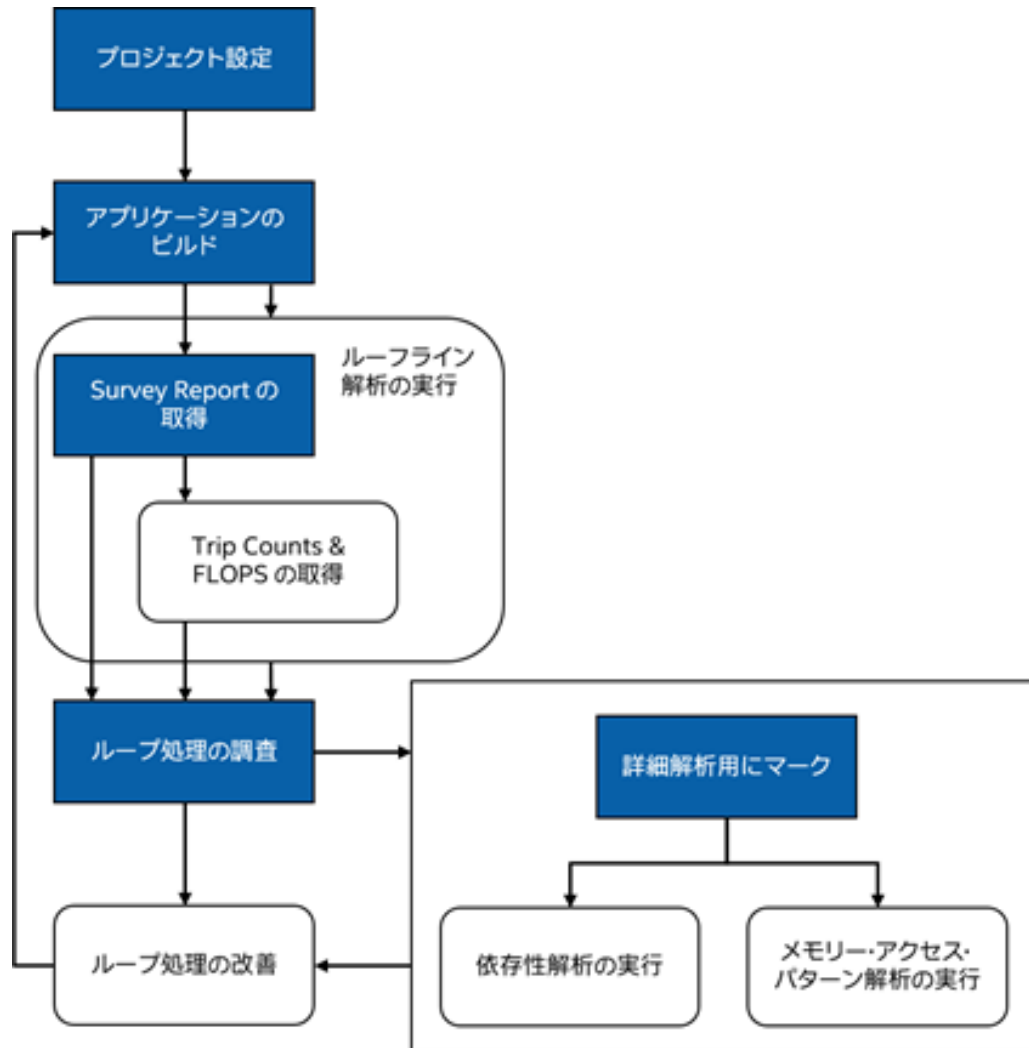 プロジェクト設定
アプリケーションの
ビルド
ルーフライン
解析の実行
Survey Report の
取得
Trip Counts &
FLOPS の取得
ループ処理の調査
詳細解析用にマーク
ループ処理の改善
依存性解析の実行
メモリー・アクセス・
パターン解析の実行